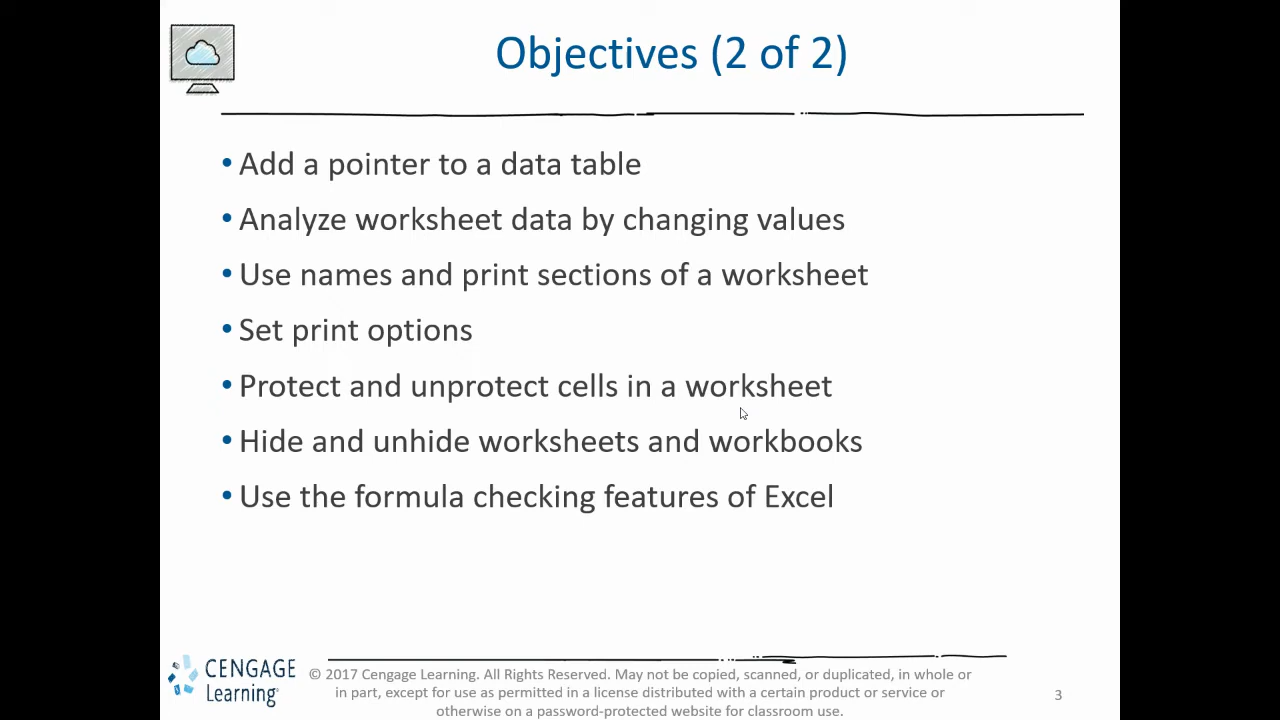 Objectives (2 of 2)
• Add a pointer to a data table
• Analyze worksheet data by changing values
• Use names and print sections of a worksheet
• Set print options
• Protect and unprotect cells in a worksheet
• Hide and unhide worksheets and workbooks
• Use the formula checking features of Excel
CENGAGE
Learning
© 2017 Cengage Learning. All Rights Reserved. May not be copied, scanned, or duplicated, in whole or
in part, except for use as permitted in a license distributed with a certain product or service or
otherwise on a password-protected website for classroom use.
3